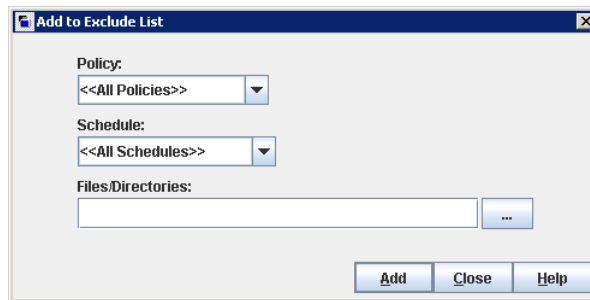 Add to Exclude List
Policy:
<<All Policies>>
Schedule:
<<All Schedules>>
Files/Directories:
...
Add Close Help